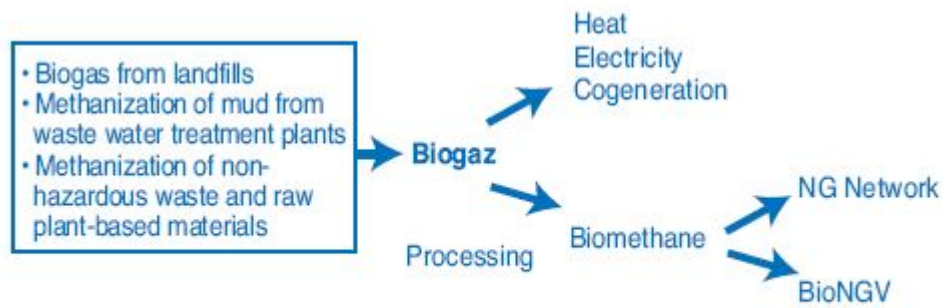 • Biogas from landfills
• Methanization of mud from
waste water treatment plants
• Methanization of non-
hazardous waste and raw
plant-based materials
Biogaz
Heat
Electricity
Cogeneration
Processing
Biomethane
NG Network
BioNGV